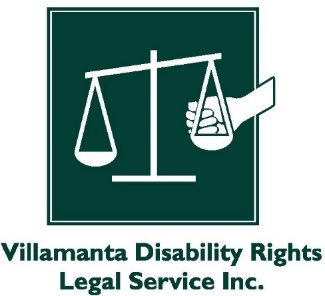 Villamanta Disability Rights
Legal Service Inc.